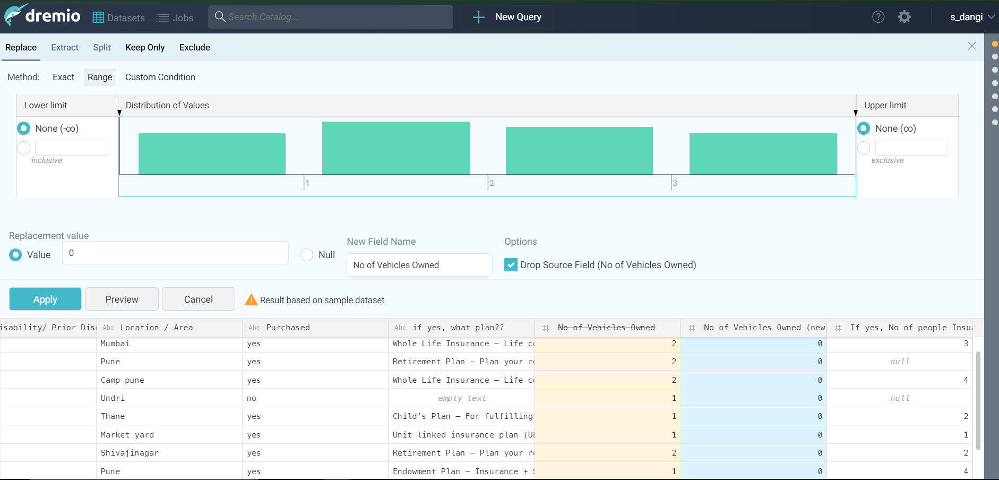 dremio Datasets Jobs Search Catalog... + New Query ? s_dangi
Replace Extract Split Keep Only Exclude
Method: Exact Range Custom Condition
Lower limit Distribution of Values Upper limit
None (-∞) None (∞)
inclusive exclusive
1 2 3
Replacement value
New Field Name Options
Value 0 Null
No of Vehicles Owned Drop Source Field (No of Vehicles Owned)
Apply Preview Cancel Result based on sample dataset
isability/ Prior Dis Abc Location / Area Abc Purchased Abc if yes, what plan?? # No of Vehicles Owned # No of Vehicles Owned (new # If yes, No of people Insu
Mumbai yes Whole Life Insurance – Life co 2 0 3
Pune yes Retirement Plan – Plan your re 2 0 null
Camp pune yes Whole Life Insurance – Life co 2 0 4
Undri no empty text 1 0 null
Thane yes Child’s Plan – For fulfilling 1 0 2
Market yard yes Unit linked insurance plan (Ul 1 0 1
Shivajinagar yes Retirement Plan – Plan your re 2 0 2
Pune yes Endowment Plan – Insurance + S 1 0 4